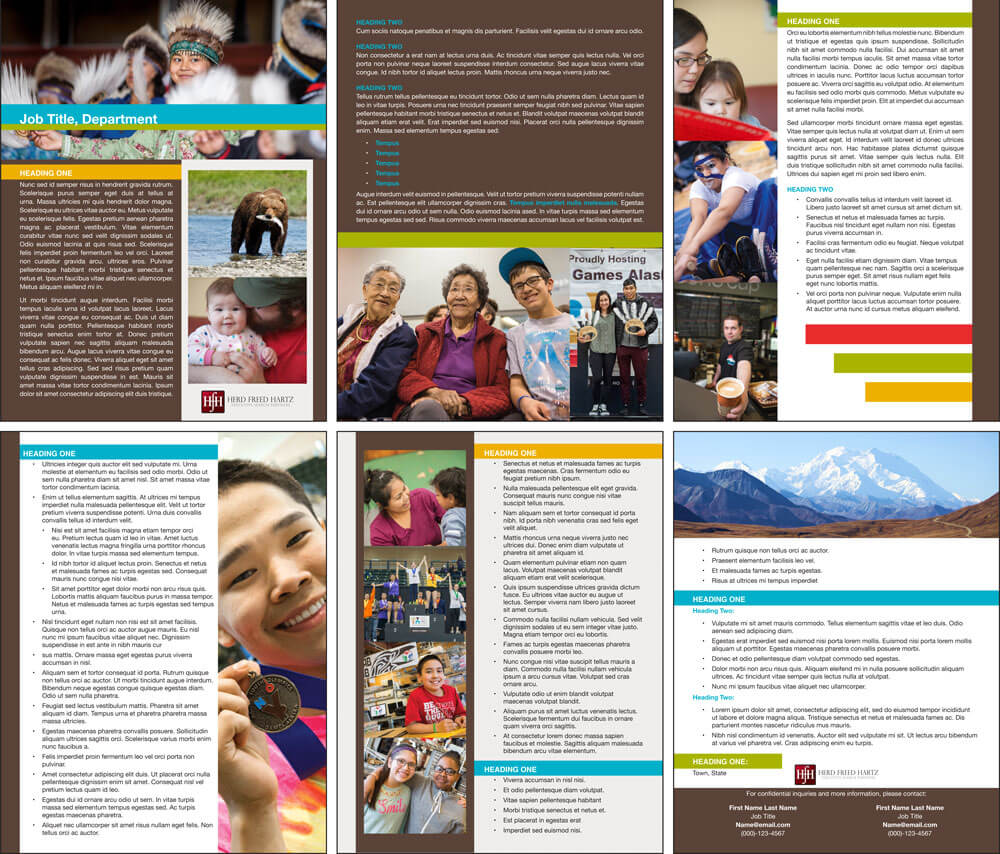 Job Title, Department
HEADING ONE
Nunc sed id semper risus in hendrerit gravida rutrum.
Scelerisque purus semper eget duis at tellus at
urna. Massa ultricies mi quis hendrerit dolor magna.
Scelerisque eu ultrices vitae auctor eu. Metus vulputate
eu scelerisque felis. Egestas pretium aenean pharetra
magna ac placerat vestibulum. Vitae elementum
curabitur vitae nunc sed velit dignissim sodales ut.
Odio euismod lacinia at quis risus sed. Scelerisque
felis imperdiet proin fermentum leo vel orci. Laoreet
non curabitur gravida arcu. ultrices eros. Pulvinar
pellentesque habitant morbi tristique senectus et
netus et. Ipsum faucibus vitae aliquet nec ullamcorper.
Metus aliquam eleifend mi in.
Ut morbi tincidunt augue interdum. Facilisi morbi
tempus iaculis urna id volutpat lacus laoreet. Lacus
viverra vitae congue eu consequat ac. Duis ut diam
quam nulla porttitor. Pellentesque habitant morbi
tristique senectus enim tortor at. Donec pretium
vulputate sapien nec sagittis aliquam malesuada
bibendum arcu. Augue lacus viverra vitae congue eu
consequat ac felis donec. Viverra aliquet eget sit amet
tellus cras adipiscing. Sed sed risus pretium quam
vulputate dignissim suspendisse in est. Mauris sit
amet massa vitae tortor condimentum lacinia. Ipsum
dolor sit amet consectetur adipiscing elit duis tristique.
HfH HERD FREED HARTZ
EXECUTIVE SEARCH PARTNERS
HEADING TWO
Cum sociis natoque penatibus et magnis dis parturient. Facilisis velit egestas dui id ornare arcu odio.
HEADING TWO
Non consectetur a erat nam at lectus urna duis. Ac tincidunt vitae semper quis lectus nulla. Vel orci
porta non pulvinar neque laoreet suspendisse interdum consectetur. Sed augue lacus viverra vitae
congue. Id nibh tortor id aliquet lectus proin. Mattis rhoncus urna neque viverra justo nec.
HEADING TWO
Tellus rutrum tellus pellentesque eu tincidunt tortor. Odio ut sem nulla pharetra diam. Lectus quam id
leo in vitae turpis. Posuere urna nec tincidunt praesent semper feugiat nibh sed pulvinar. Vitae sapien
pellentesque habitant morbi tristique senectus et netus et. Blandit volutpat maecenas volutpat blandit
aliquam etiam erat velit. Erat imperdiet sed euismod nisi. Placerat orci nulla pellentesque dignissim
enim. Massa sed elementum tempus egestas sed:
• Tempus
• Tempus
• Tempus
• Tempus
• Tempus
Augue interdum velit euismod in pellentesque. Velit ut tortor pretium viverra suspendisse potenti nullam
ac. Est pellentesque elit ullamcorper dignissim cras. Tempus imperdiet nulla malesuada. Egestas
dui id ornare arcu odio ut sem nulla. Odio euismod lacinia ased. In vitae turpis massa sed elementum
tempus egestas sed sed. Risus commodo viverra maecenas accumsan lacus vel facilisis volutpat est.
Proudly Hosting
Games Alas
HEADING ONE
Orci eu lobortis elementum nibh tellus molestie nunc. Bibendum
ut tristique et egestas quis ipsum suspendisse. Sollicitudin
nibh sit amet commodo nulla facilisi. Dui accumsan sit amet
nulla facilisi morbi tempus iaculis. Sit amet massa vitae tortor
condimentum lacinia. Donec ac odio tempor orci dapibus
ultrices in iaculis nunc. Porttitor lacus luctus accumsan tortor
posuere ac. Viverra orci sagittis eu volutpat odio. At elementum
eu facilisis sed odio morbi quis commodo. Metus vulputate eu
scelerisque felis imperdiet proin. Elit at imperdiet dui accumsan
sit amet nulla facilisi morbi.
Sed ullamcorper morbi tincidunt ornare massa eget egestas.
Vitae semper quis lectus nulla at volutpat diam ut. Enim ut sem
viverra aliquet eget. Id interdum velit laoreet id donec ultrices
tincidunt arcu non. Hac habitasse platea dictumst quisque
sagittis purus sit amet. Vitae semper quis lectus nulla. Elit
duis tristique sollicitudin nibh sit amet commodo nulla facilisi.
Ultrices dui sapien eget mi proin sed libero enim.
HEADING TWO
• Convallis convallis tellus id interdum velit laoreet id.
Libero justo laoreet sit amet cursus sit amet dictum sit.
• Senectus et netus et malesuada fames ac turpis.
Faucibus nisl tincidunt eget nullam non nisi. Egestas
purus viverra accumsan in.
• Facilisi cras fermentum odio eu feugiat. Neque volutpat
ac tincidunt vitae.
• Eget nulla facilisi etiam dignissim diam. Vitae tempus
quam pellentesque nec nam. Sagittis orci a scelerisque
purus semper eget. Sit amet risus nullam eget felis
eget nunc lobortis mattis.
• Vel orci porta non pulvinar neque. Vulputate enim nulla
aliquet porttitor lacus luctus accumsan tortor posuere.
At auctor urna nunc id cursus metus aliquam eleifend.
HEADING ONE
• Ultricies integer quis auctor elit sed vulputate mi. Urna
molestie at elementum eu facilisis sed odio morbi. Odio ut
sem nulla pharetra diam sit amet nisl. Sit amet massa vitae
tortor condimentum lacinia.
• Enim ut tellus elementum sagittis. At ultrices mi tempus
imperdiet nulla malesuada pellentesque elit. Velit ut tortor
pretium viverra suspendisse potenti. Urna duis convallis
convallis tellus id interdum velit.
• Nisi est sit amet facilisis magna etiam tempor orci
eu. Pretium lectus quam id leo in vitae. Amet luctus
venenatis lectus magna fringilla urna porttitor rhoncus
dolor. In vitae turpis massa sed elementum tempus.
• Id nibh tortor id aliquet lectus proin. Senectus et netus
et malesuada fames ac turpis egestas sed. Consequat
mauris nunc congue nisi vitae.
• Sit amet porttitor eget dolor morbi non arcu risus quis.
Lobortis mattis aliquam faucibus purus in massa tempor.
Netus et malesuada fames ac turpis egestas sed tempus
urna.
• Nisl tincidunt eget nullam non nisi est sit amet facilisis.
Quisque non tellus orci ac auctor augue mauris. Eu nisl
nunc mi ipsum faucibus vitae aliquet nec. Dignissim
suspendisse in est ante in nibh mauris cur
• sus mattis. Ornare massa eget egestas purus viverra
accumsan in nisl.
• Aliquam sem et tortor consequat id porta. Rutrum quisque
non tellus orci ac auctor. Ut morbi tincidunt augue interdum.
Bibendum neque egestas congue quisque egestas diam.
Odio ut sem nulla pharetra.
• Feugiat sed lectus vestibulum mattis. Pharetra sit amet
aliquam id diam. Tempus urna et pharetra pharetra massa
massa ultricies.
• Egestas maecenas pharetra convallis posuere. Sollicitudin
aliquam ultrices sagittis orci. Scelerisque varius morbi enim
nunc faucibus a.
• Felis imperdiet proin fermentum leo vel orci porta non
pulvinar.
• Amet consectetur adipiscing elit duis. Ut placerat orci nulla
pellentesque dignissim enim sit amet. Consequat nisl vel
pretium lectus quam id leo.
• Egestas dui id ornare arcu odio ut sem. In vitae turpis
massa sed elementum tempus egestas sed. Ac turpis
egestas maecenas pharetra.
• Aliquet nec ullamcorper sit amet risus nullam eget felis. Non
tellus orci ac auctor.
HEADING ONE
• Senectus et netus et malesuada fames ac turpis
egestas maecenas. Cras fermentum odio eu
feugiat pretium nibh ipsum.
• Nulla malesuada pellentesque elit eget gravida.
Consequat mauris nunc congue nisi vitae
suscipit tellus mauris.
• Nam aliquam sem et tortor consequat id porta
nibh. Id porta nibh venenatis cras sed felis eget
velit aliquet.
• Mattis rhoncus urna neque viverra justo nec
ultrices dui. Donec enim diam vulputate ut
pharetra sit amet aliquam id.
• Quam elementum pulvinar etiam non quam
lacus. Volutpat maecenas volutpat blandit
aliquam etiam erat velit scelerisque.
• Quis ipsum suspendisse ultrices gravida dictum
fusce. Eu ultrices vitae auctor eu augue ut
lectus. Semper viverra nam libero justo laoreet
sit amet cursus.
• Commodo nulla facilisi nullam vehicula. Sed velit
dignissim sodales ut eu sem integer vitae justo.
Magna etiam tempor orci eu lobortis.
• Fames ac turpis egestas maecenas pharetra
convallis posuere morbi leo.
• Nunc congue nisi vitae suscipit tellus mauris a
diam. Commodo nulla facilisi nullam vehicula
ipsum a arcu cursus vitae. Volutpat sed cras
ornare arcu.
• Vulputate odio ut enim blandit volutpat
maecenas volutpat blandit.
• Aliquam purus sit amet luctus venenatis lectus.
Scelerisque fermentum dui faucibus in ornare
quam viverra orci sagittis.
• At consectetur lorem donec massa sapien
faucibus et molestie. Sagittis aliquam malesuada
bibendum arcu vitae elementum.
HEADING ONE
• Viverra accumsan in nisl nisi.
• Et odio pellentesque diam volutpat.
• Vitae sapien pellentesque habitant
• Morbi tristique senectus et netus et.
• Est placerat in egestas erat
• Imperdiet sed euismod nisi.
• Rutrum quisque non tellus orci ac auctor.
• Praesent elementum facilisis leo vel.
• Et malesuada fames ac turpis egestas.
• Risus at ultrices mi tempus imperdiet
HEADING ONE
Heading Two:
• Vulputate mi sit amet mauris commodo. Tellus elementum sagittis vitae et leo duis. Odio
aenean sed adipiscing diam.
• Egestas erat imperdiet sed euismod nisi porta lorem mollis. Euismod nisi porta lorem mollis
aliquam ut porttitor. Egestas maecenas pharetra convallis posuere morbi.
• Donec et odio pellentesque diam volutpat commodo sed egestas.
• Dolor morbi non arcu risus quis. Aliquam eleifend mi in nulla posuere sollicitudin aliquam
ultrices. Ac tincidunt vitae semper quis lectus nulla at volutpat.
• Nunc mi ipsum faucibus vitae aliquet nec ullamcorper.
Heading Two:
• Lorem ipsum dolor sit amet, consectetur adipiscing elit, sed do eiusmod tempor incididunt
ut labore et dolore magna aliqua. Tristique senectus et netus et malesuada fames ac. Dis
parturient montes nascetur ridiculus mus mauris.
• Nibh nisl condimentum id venenatis. Auctor elit sed vulputate mi sit. Ut lectus arcu bibendum
at varius vel pharetra vel. Cras adipiscing enim eu turpis.
HEADING ONE:
Town, State
HfH HERD FREED HARTZ
EXECUTIVE SEARCH PARTNERS
For confidential inquiries and more information, please contact:
First Name Last Name
Job Title
Name@email.com
(000)-123-4567
First Name Last Name
Job Title
Name@email.com
(000)-123-4567